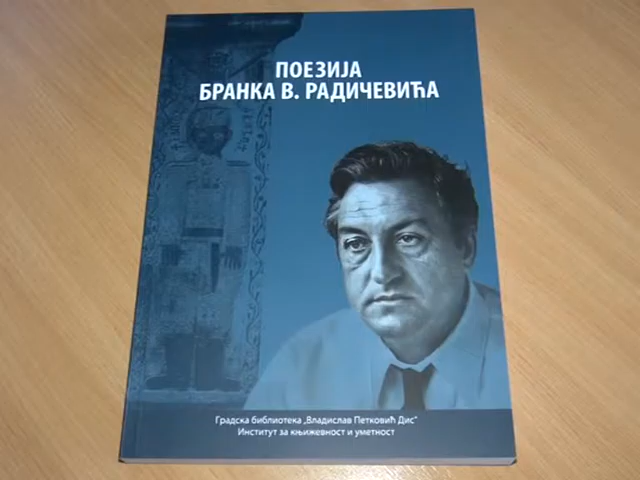 ПОЕЗИЈА
БРАНКА В. РАДИЧЕВИЋА
Градска библиотека „Владислав Петковић Дис“
Институт за књижевност и уметност